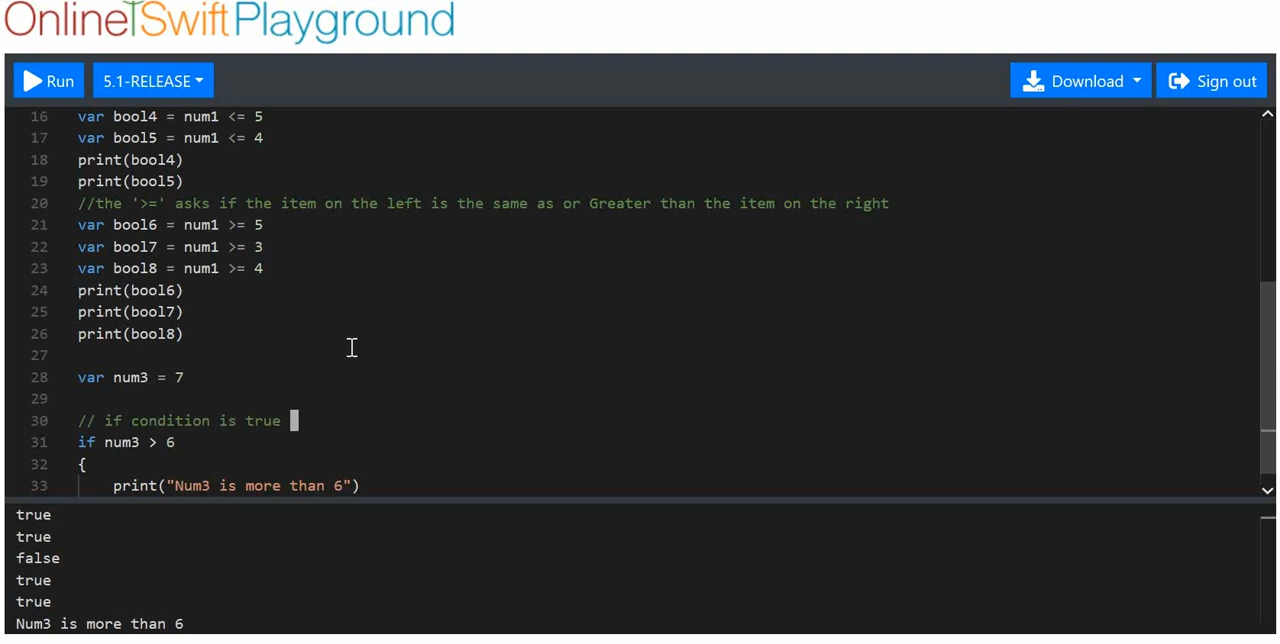 OnlineSwiftPlayground
Run
5.1-RELEASE
Download
Sign out
16 var bool4 = num1 <= 5
17 var bool5 = num1 <= 4
18 print(bool4)
19 print(bool5)
20 //the '>=' asks if the item on the left is the same as or Greater than the item on the right
21 var bool6 = num1 >= 5
22 var bool7 = num1 >= 3
23 var bool8 = num1 >= 4
24 print(bool6)
25 print(bool7)
26 print(bool8)
27
28 var num3 = 7
29
30 // if condition is true
31 if num3 > 6
32 {
33 print("Num3 is more than 6")
true
true
false
true
true
Num3 is more than 6